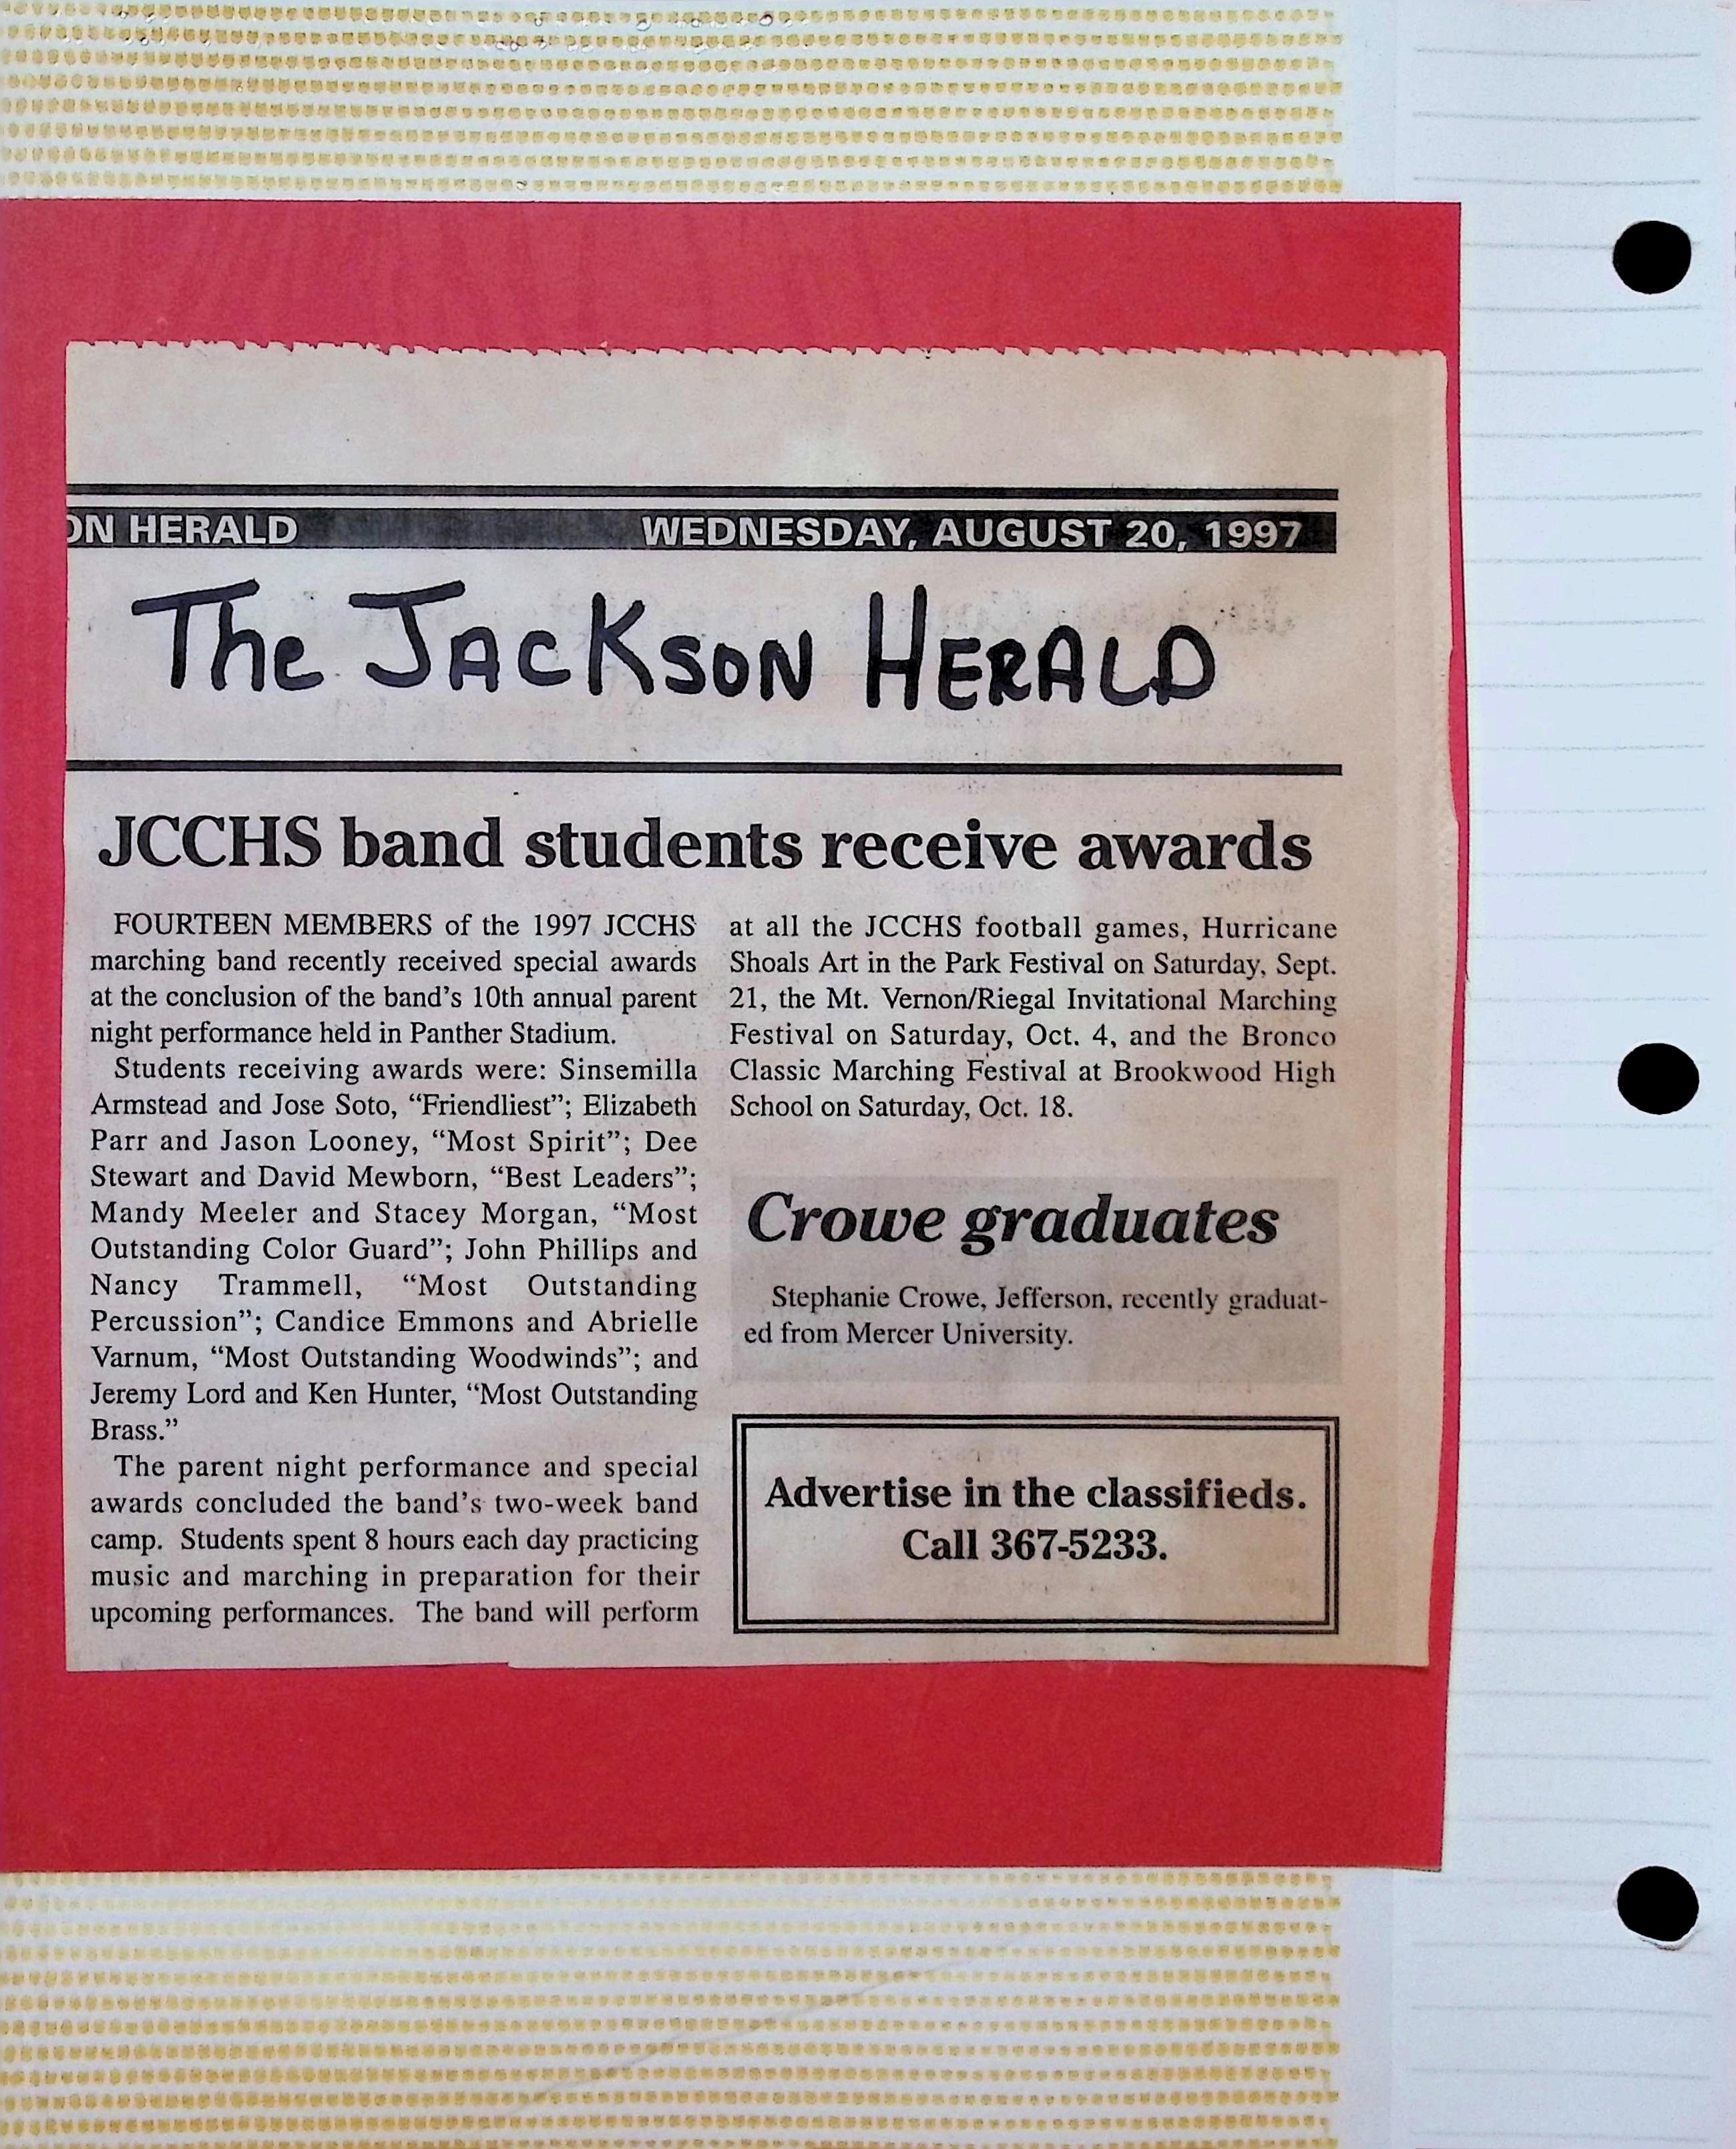 ON HERALD WEDNESDAY, AUGUST 20, 1997
The JACKSON HERALD
JCCHS band students receive awards
FOURTEEN MEMBERS of the 1997 JCCHS
marching band recently received special awards
at the conclusion of the band's 10th annual parent
night performance held in Panther Stadium.
Students receiving awards were: Sinsemilla
Armstead and Jose Soto, “Friendliest”; Elizabeth
Parr and Jason Looney, “Most Spirit”; Dee
Stewart and David Mewborn, “Best Leaders”;
Mandy Meeler and Stacey Morgan, “Most
Outstanding Color Guard”; John Phillips and
Nancy Trammell, “Most Outstanding
Percussion”; Candice Emmons and Abrielle
Varnum, “Most Outstanding Woodwinds”; and
Jeremy Lord and Ken Hunter, “Most Outstanding
Brass.”
The parent night performance and special
awards concluded the band's two-week band
camp. Students spent 8 hours each day practicing
music and marching in preparation for their
upcoming performances. The band will perform
at all the JCCHS football games, Hurricane
Shoals Art in the Park Festival on Saturday, Sept.
21, the Mt. Vernon/Riegal Invitational Marching
Festival on Saturday, Oct. 4, and the Bronco
Classic Marching Festival at Brookwood High
School on Saturday, Oct. 18.
Crowe graduates
Stephanie Crowe, Jefferson, recently graduat-
ed from Mercer University.
Advertise in the classifieds.
Call 367-5233.